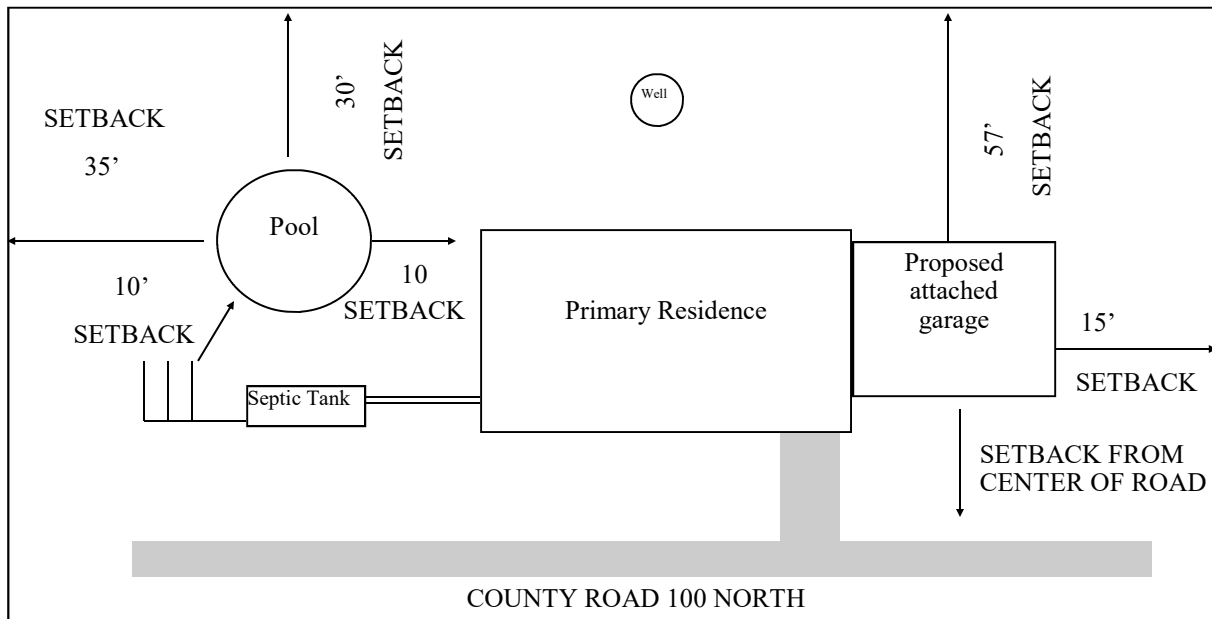 SETBACK
35’
30’
SETBACK
Well
57’
SETBACK
Pool
10’
SETBACK
10
SETBACK
Primary Residence
Proposed
attached
garage
15’
SETBACK
Septic Tank
SETBACK FROM
CENTER OF ROAD
COUNTY ROAD 100 NORTH